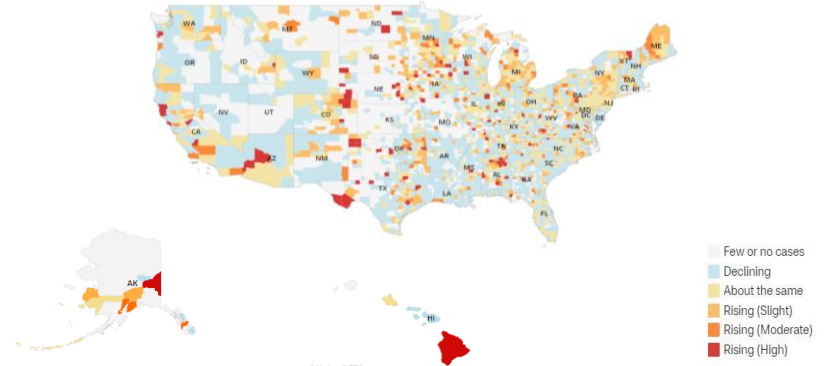 WA
MT
ND
MN
ME
OR
ID
SD
WI
VT
NH
WY
MI
NY
MA
CT RI
NE
IA
PA
NJ
NV
UT
CO
IL
IN
OH
MD
DC
DE
CA
KS
MO
WV
VA
KY
AZ
NM
OK
AR
TN
NC
SC
TX
MS
AL
GA
LA
FL
AK
HI
Few or no cases
Declining
About the same
Rising (Slight)
Rising (Moderate)
Rising (High)